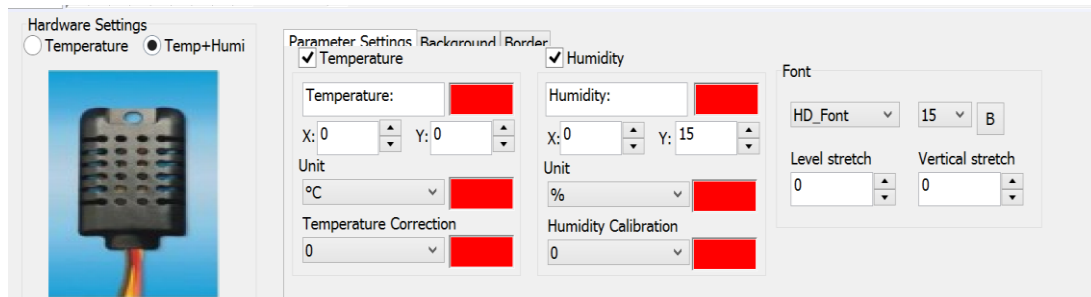 Hardware Settings
Temperature Temp+Humi
Parameter Settings Background Border
Temperature
Temperature:
X: 0 Y: 0
Unit
°C
Temperature Correction
0
Humidity
Humidity:
X: 0 Y: 15
Unit
%
Humidity Calibration
0
Font
HD_Font 15 B
Level stretch Vertical stretch
0 0